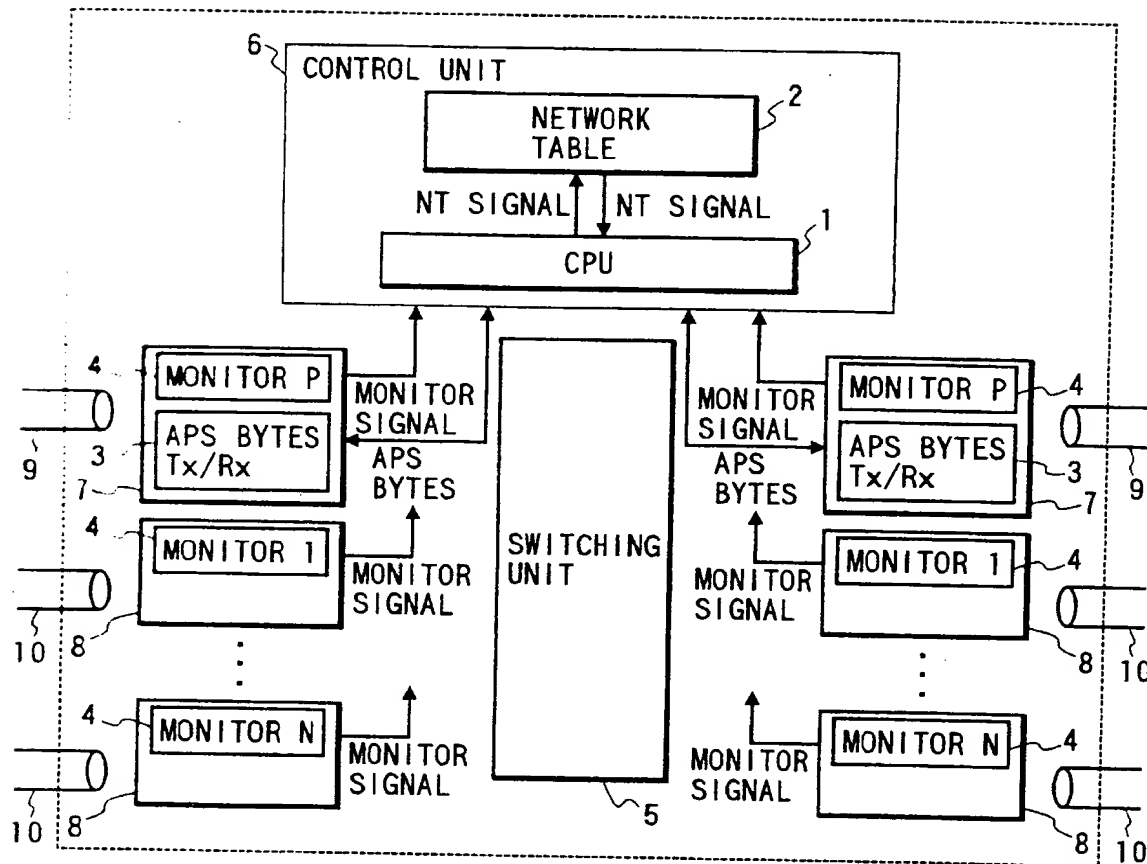 6
CONTROL UNIT
2
NETWORK
TABLE
NT SIGNAL
NT SIGNAL
1
CPU
4
MONITOR P
MONITOR
SIGNAL
3
APS BYTES
Tx/Rx
APS
BYTES
9
7
4
MONITOR 1
MONITOR
SIGNAL
10
8
4
MONITOR N
MONITOR
SIGNAL
10
8
SWITCHING
UNIT
5
MONITOR P
4
MONITOR
SIGNAL
APS BYTES
Tx/Rx
3
APS
BYTES
7
9
MONITOR 1
4
MONITOR
SIGNAL
8
10
MONITOR N
4
MONITOR
SIGNAL
8
10